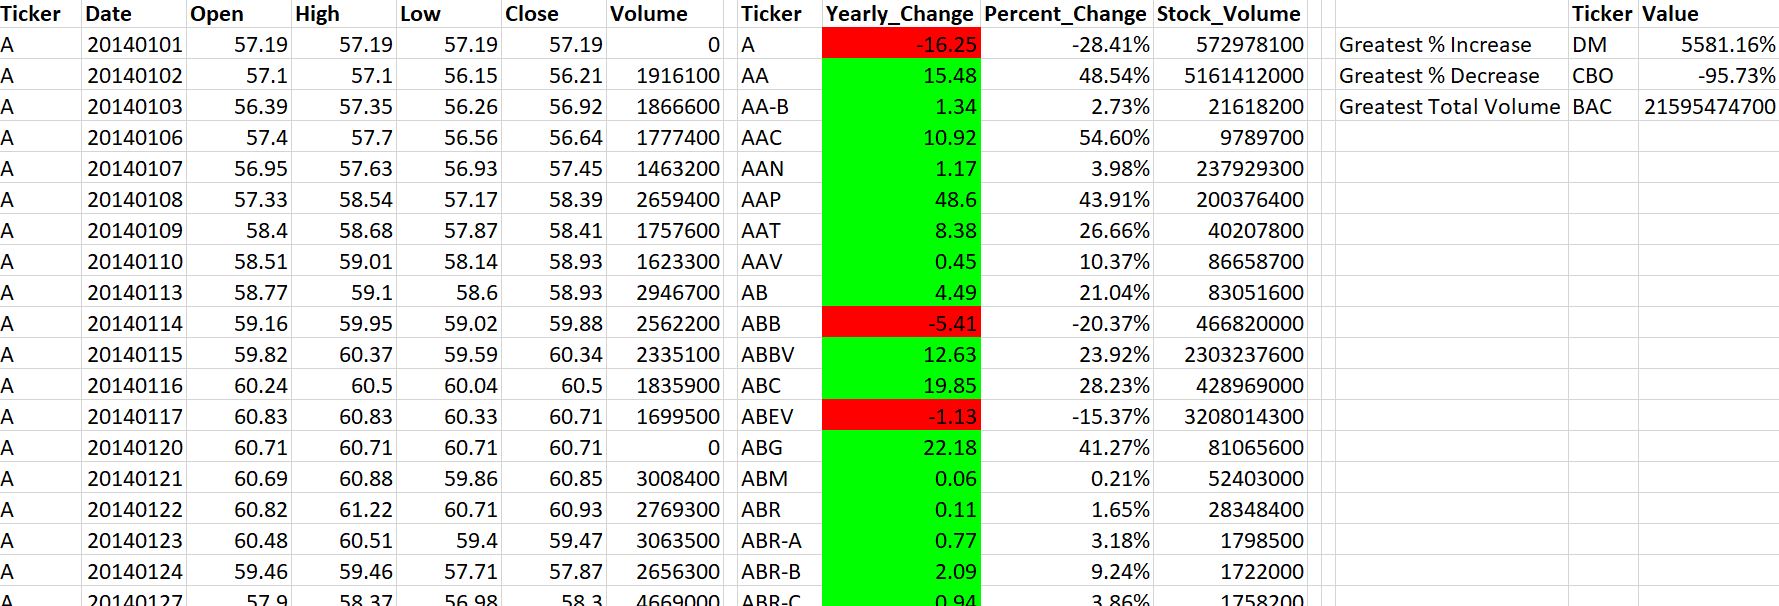 Ticker Date Open High Low Close Volume Ticker Yearly_Change Percent_Change Stock_Volume Ticker Value
A 20140101 57.19 57.19 57.19 57.19 0 A -16.25 -28.41% 572978100 Greatest % Increase DM 5581.16%
A 20140102 57.1 57.1 56.15 56.21 1916100 AA 15.48 48.54% 5161412000 Greatest % Decrease CBO -95.73%
A 20140103 56.39 57.35 56.26 56.92 1866600 AA-B 1.34 2.73% 21618200 Greatest Total Volume BAC 21595474700
A 20140106 57.4 57.7 56.56 56.64 1777400 AAC 10.92 54.60% 9789700
A 20140107 56.95 57.63 56.93 57.45 1463200 AAN 1.17 3.98% 237929300
A 20140108 57.33 58.54 57.17 58.39 2659400 AAP 48.6 43.91% 200376400
A 20140109 58.4 58.68 57.87 58.41 1757600 AAT 8.38 26.66% 40207800
A 20140110 58.51 59.01 58.14 58.93 1623300 AAV 0.45 10.37% 86658700
A 20140113 58.77 59.1 58.6 58.93 2946700 AB 4.49 21.04% 83051600
A 20140114 59.16 59.95 59.02 59.88 2562200 ABB -5.41 -20.37% 466820000
A 20140115 59.82 60.37 59.59 60.34 2335100 ABBV 12.63 23.92% 2303237600
A 20140116 60.24 60.5 60.04 60.5 1835900 ABC 19.85 28.23% 428969000
A 20140117 60.83 60.83 60.33 60.71 1699500 ABEV -1.13 -15.37% 3208014300
A 20140120 60.71 60.71 60.71 60.71 0 ABG 22.18 41.27% 81065600
A 20140121 60.69 60.88 59.86 60.85 3008400 ABM 0.06 0.21% 52403000
A 20140122 60.82 61.22 60.71 60.93 2769300 ABR 0.11 1.65% 28348400
A 20140123 60.48 60.51 59.4 59.47 3063500 ABR-A 0.77 3.18% 1798500
A 20140124 59.46 59.46 57.71 57.87 2656300 ABR-B 2.09 9.24% 1722000
A 20140127 57.9 58.37 56.98 58.3 4669000 ABR-C 0.94 3.86% 1758200